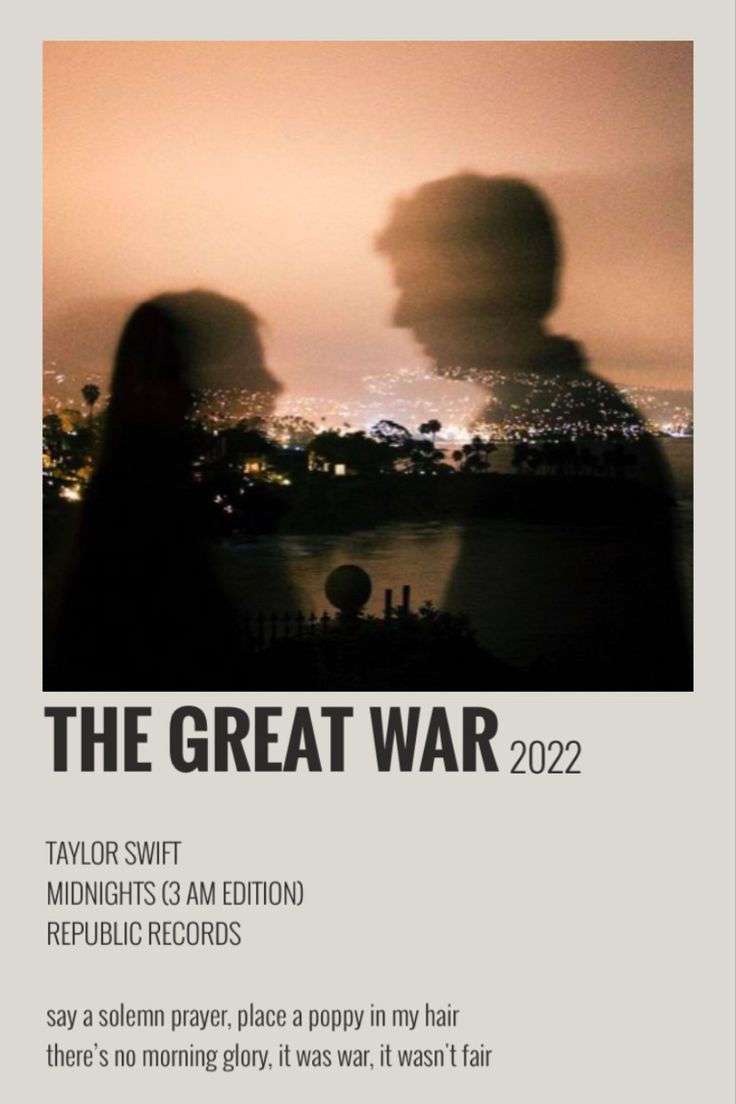 THE GREAT WAR 2022
TAYLOR SWIFT
MIDNIGHTS (3 AM EDITION)
REPUBLIC RECORDS
say a solemn prayer, place a poppy in my hair
there’s no morning glory, it was war, it wasn't fair